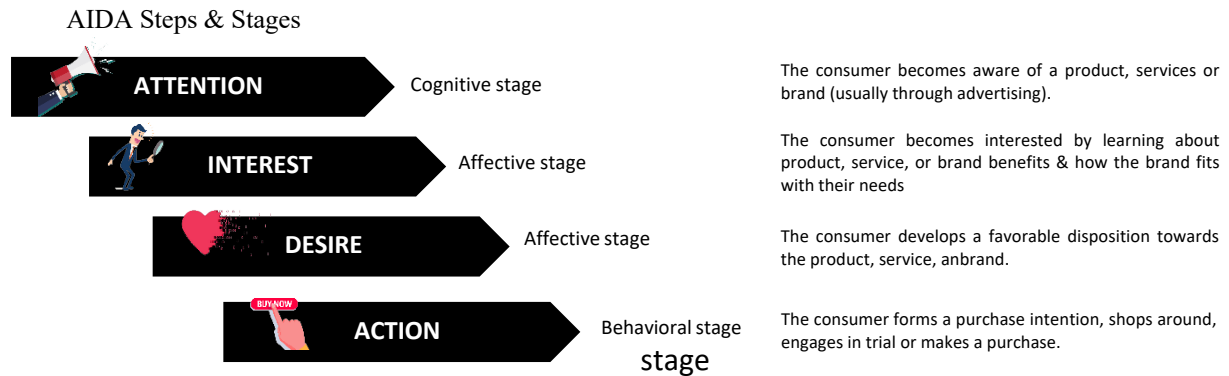 AIDA Steps & Stages
ATTENTION
Cognitive stage
The consumer becomes aware of a product, services or
brand (usually through advertising).
INTEREST
Affective stage
The consumer becomes interested by learning about
product, service, or brand benefits & how the brand fits
with their needs
DESIRE
Affective stage
The consumer develops a favorable disposition towards
the product, service, anbrand.
BUY NOW
ACTION
Behavioral stage
stage
The consumer forms a purchase intention, shops around,
engages in trial or makes a purchase.